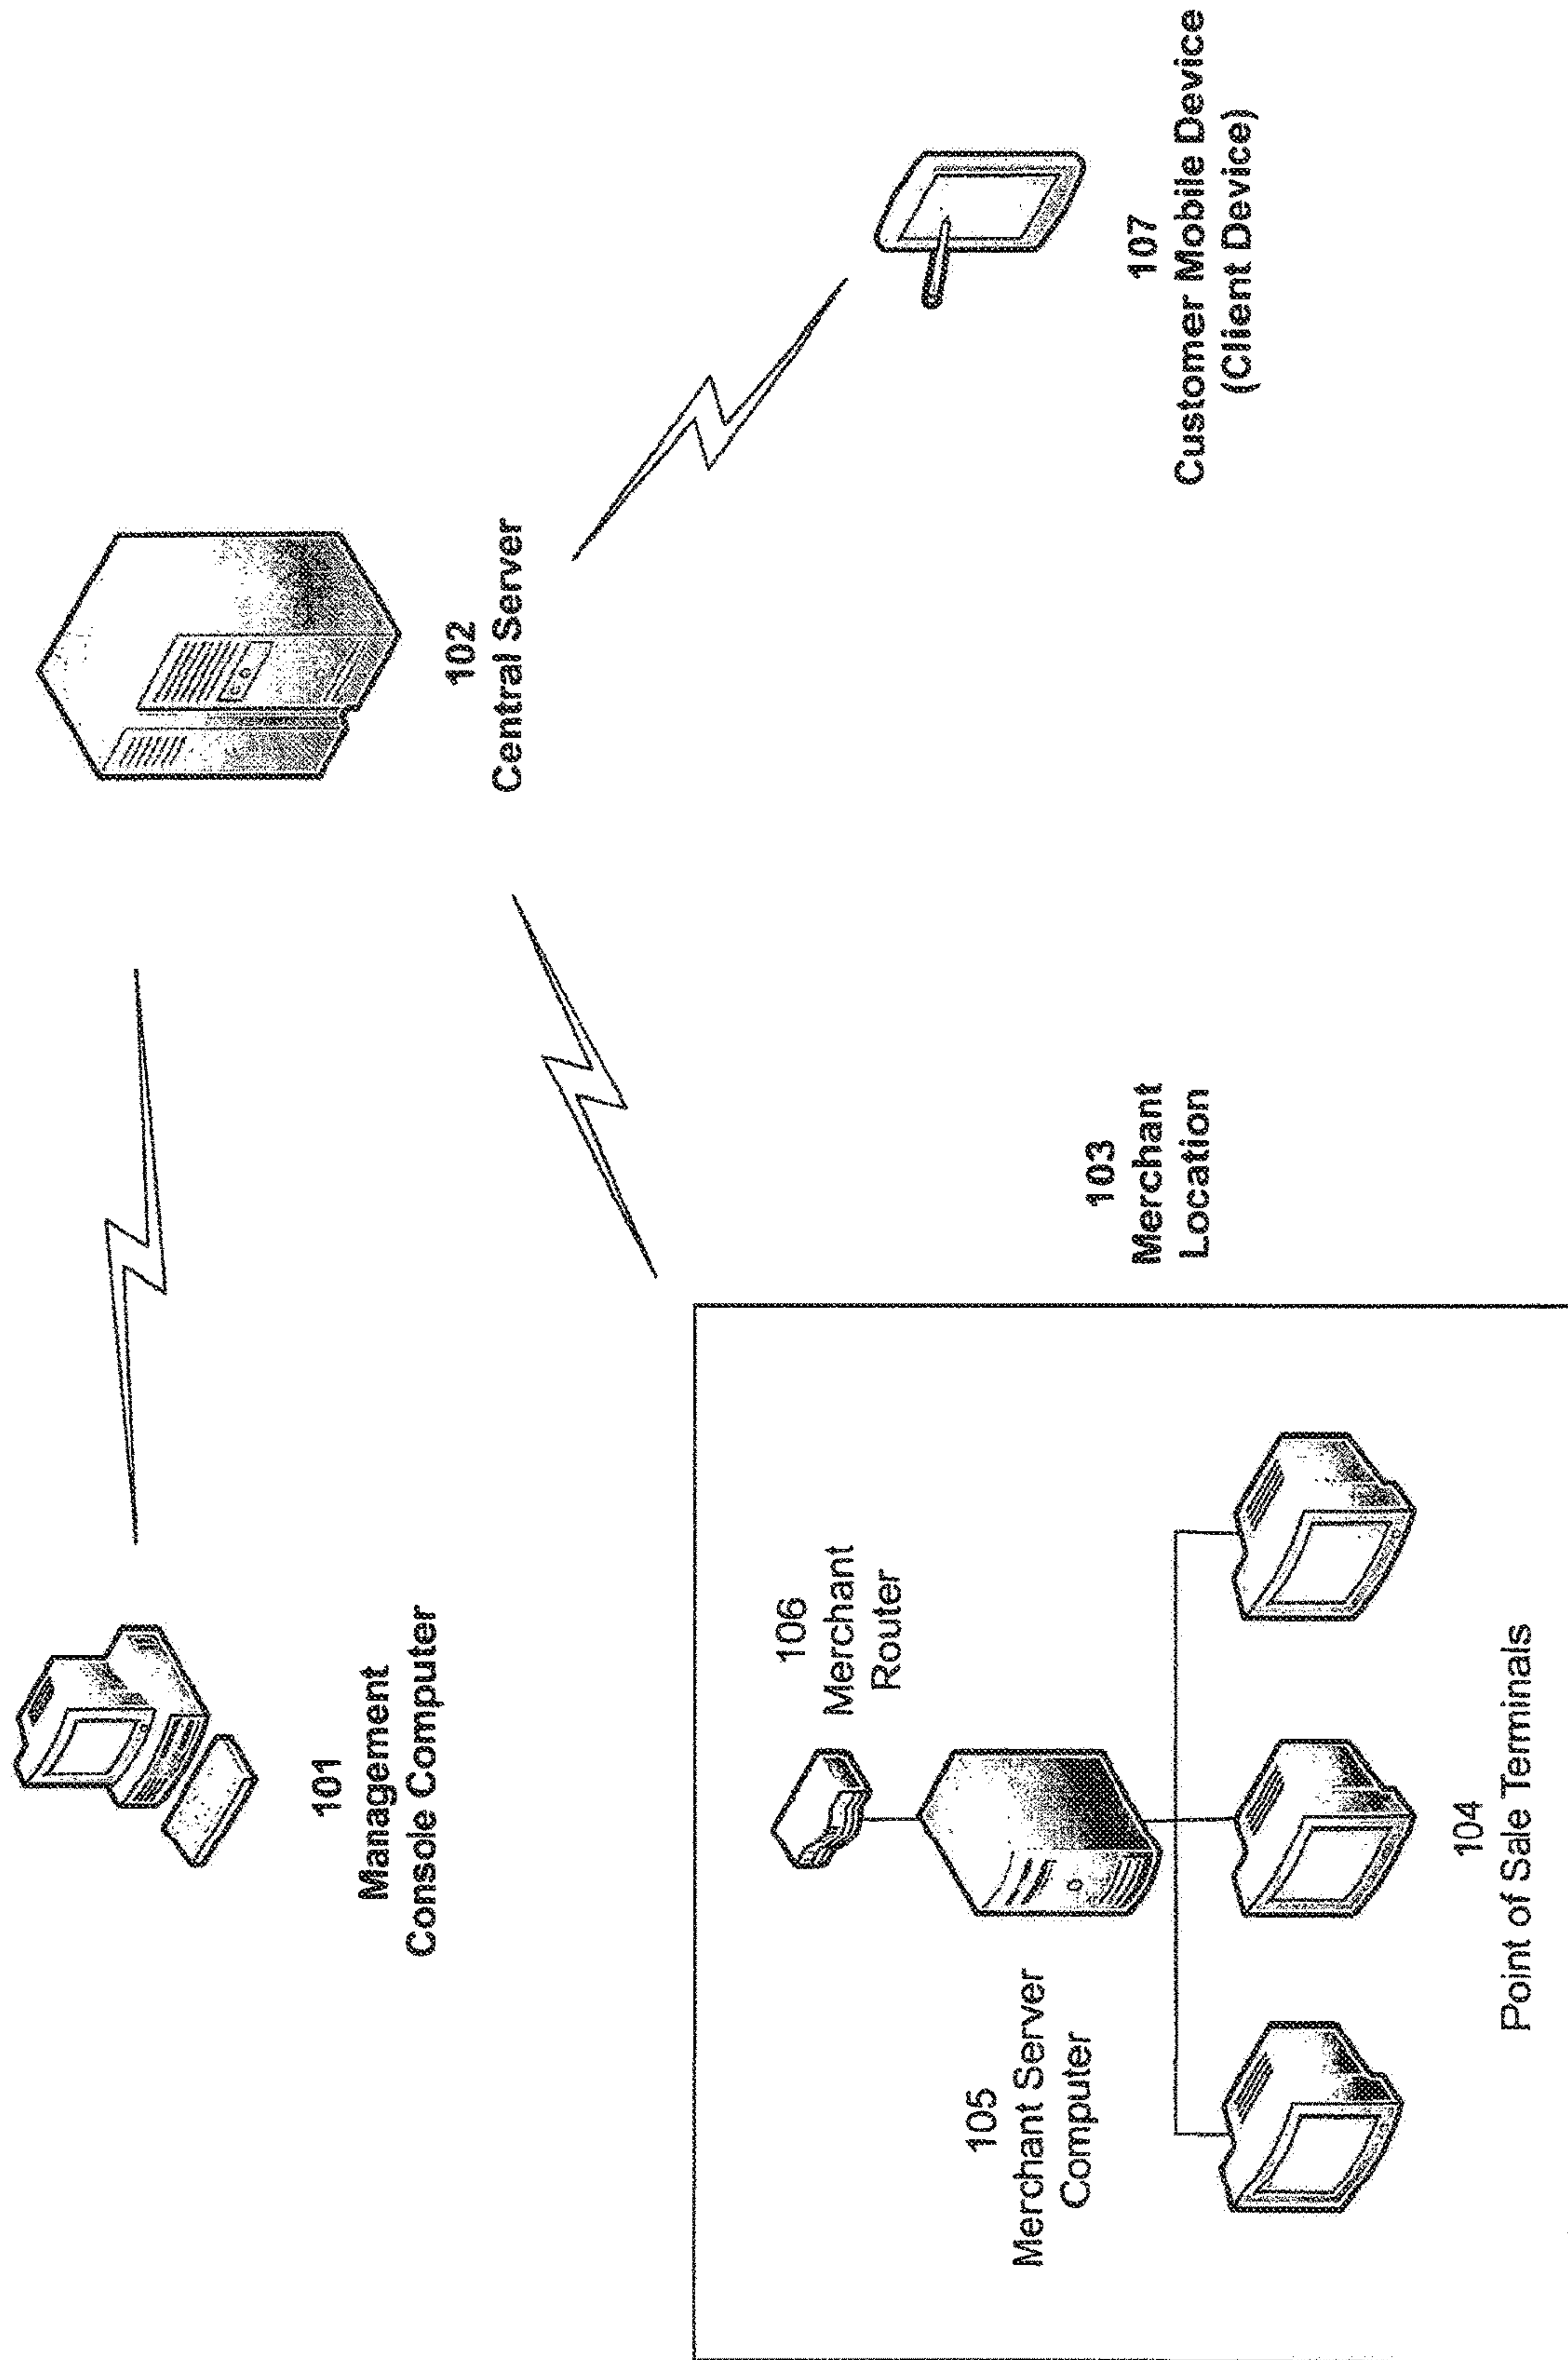 101
Management
Console Computer
102
Central Server
106
Merchant
Router
105
Merchant Server
Computer
104
Point of Sale Terminals
103
Merchant
Location
107
Customer Mobile Device
(Client Device)